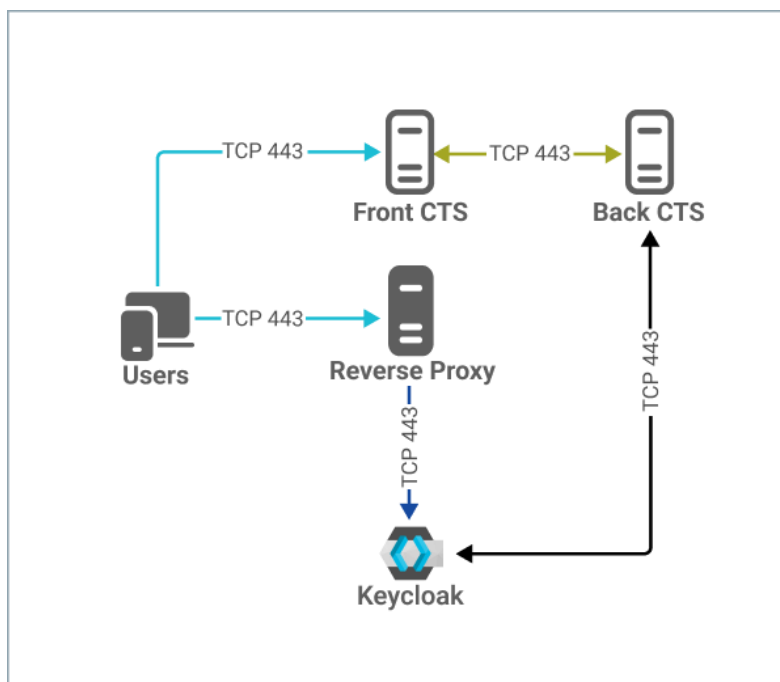 TCP 443
TCP 443
Front CTS
Back CTS
TCP 443
Users
Reverse Proxy
TCP 443
TCP 443
Keycloak